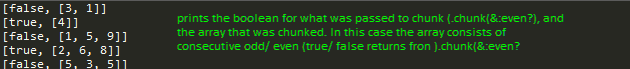 [false, [3, 1]]
[true, [4]]
[false, [1, 5, 9]]
[true, [2, 6, 8]]
[false, [5, 3, 5]]
prints the boolean for what was passed to chunk (.chunk(&:even?), and
the array that was chunked. In this case the array consists of
consecutive odd/ even (true/ false returns fron ).chunk(&:even?